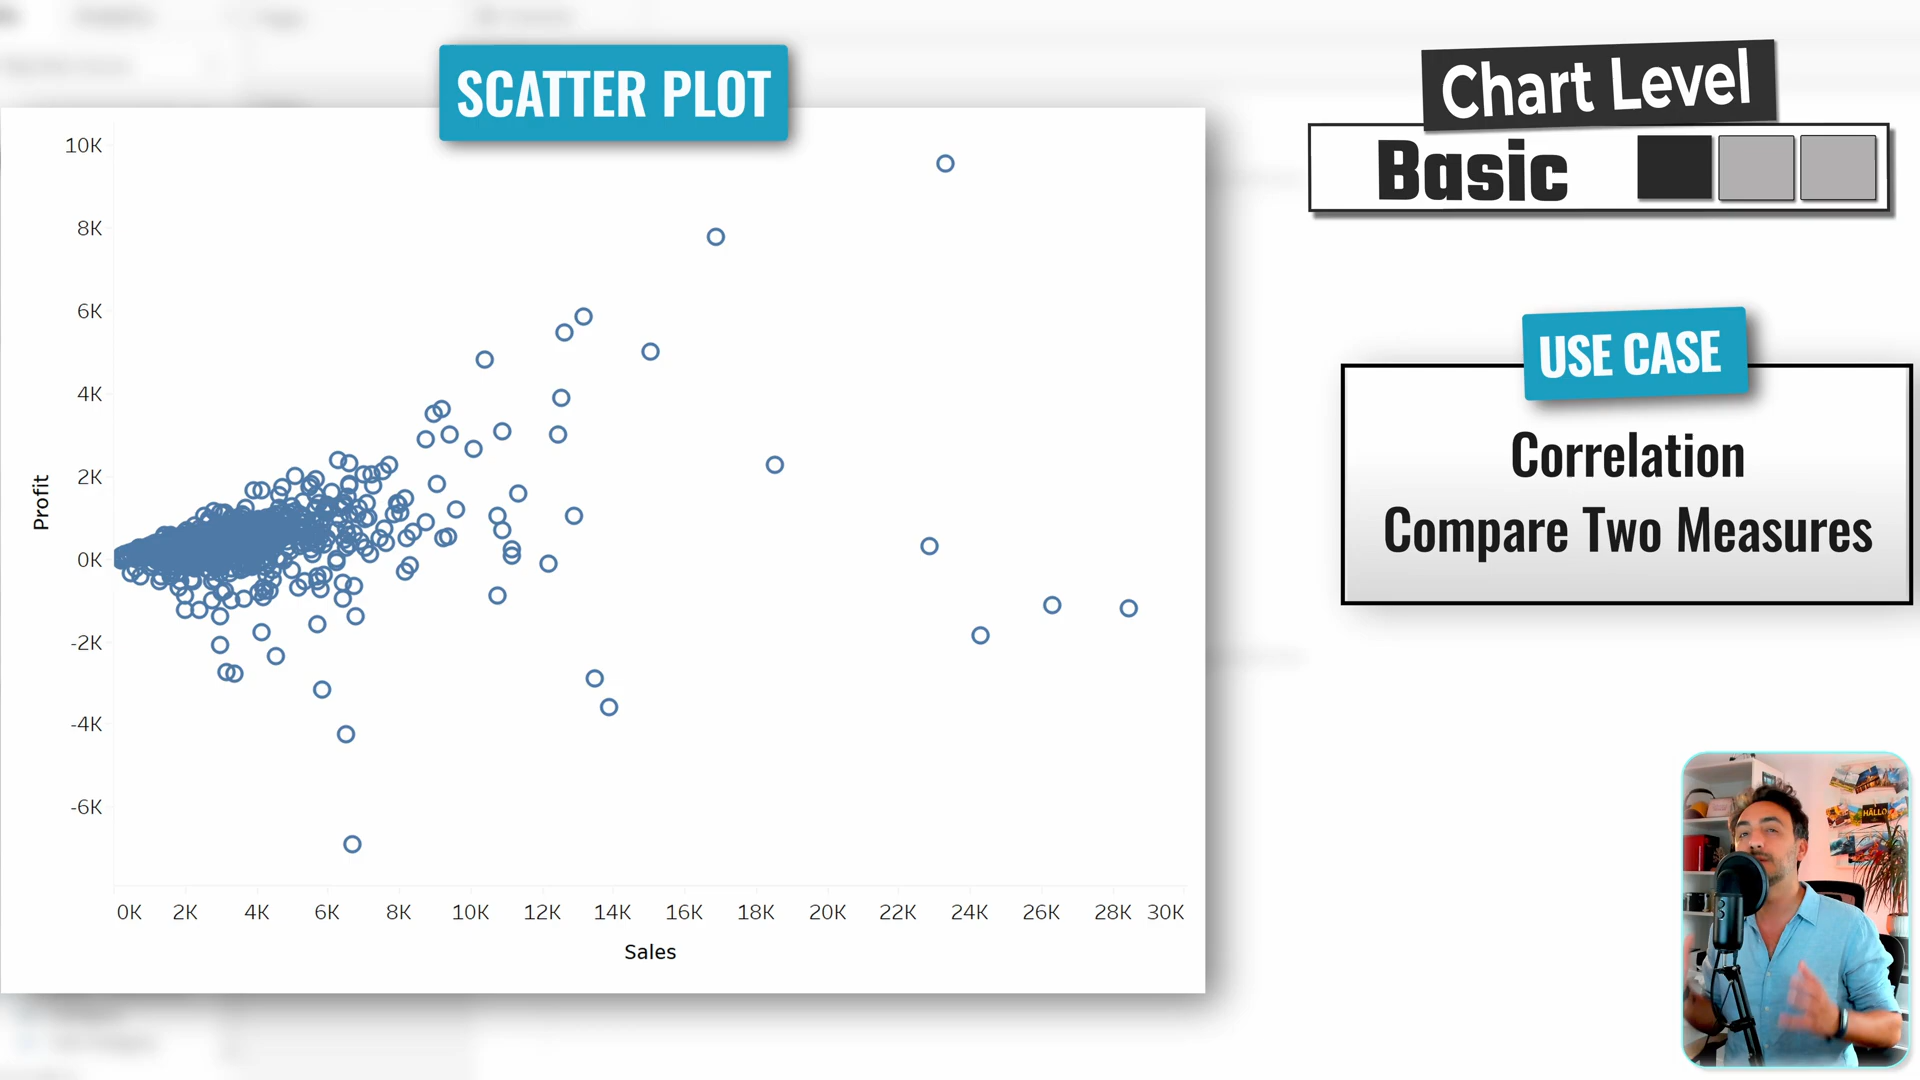 SCATTER PLOT
Chart Level
Basic
10K
8K
6K
4K
2K
0K
-2K
-4K
-6K
Profit
0K 2K 4K 6K 8K 10K 12K 14K 16K 18K 20K 22K 24K 26K 28K 30K
Sales
USE CASE
Correlation
Compare Two Measures
HALLO